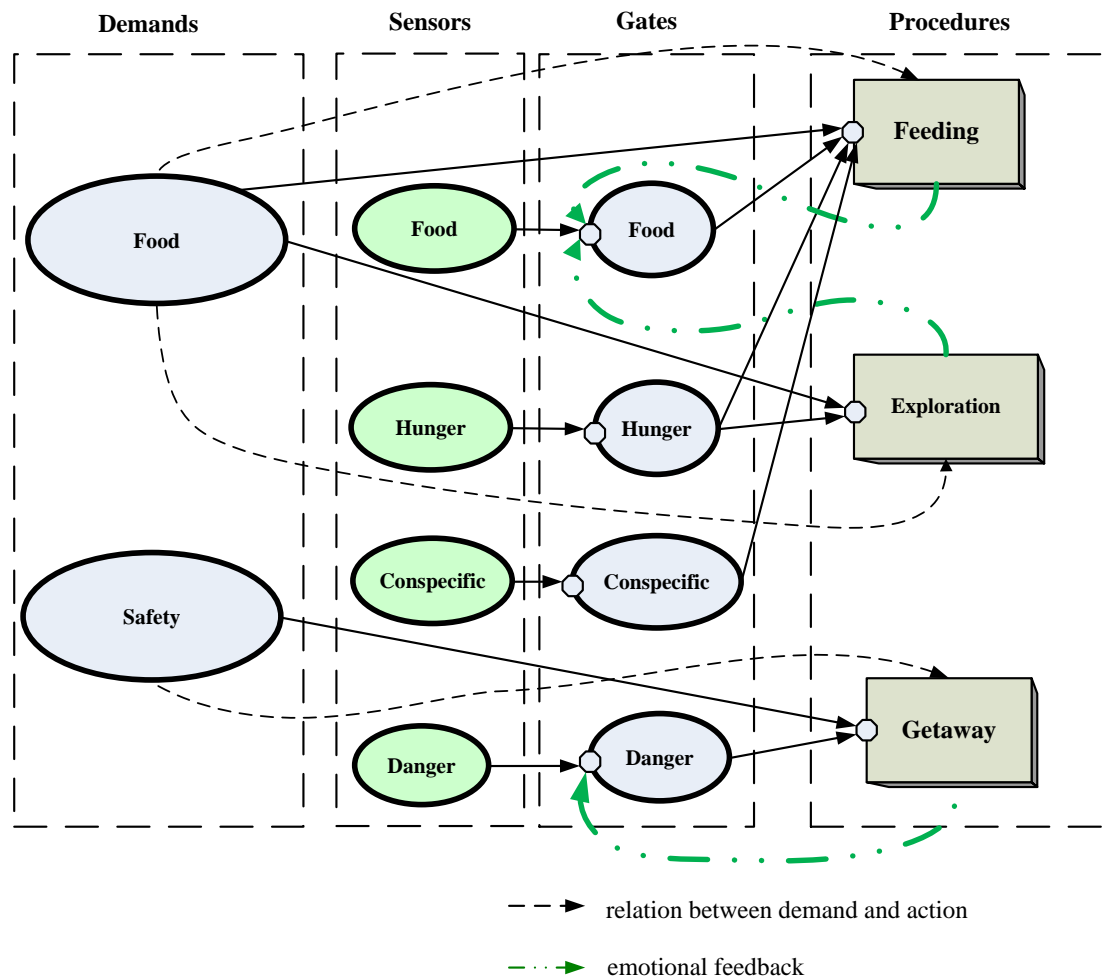 Demands
Sensors
Gates
Procedures
Feeding
Food
Food
Food
Exploration
Hunger
Hunger
Conspecific
Conspecific
Safety
Getaway
Danger
Danger
relation between demand and action
emotional feedback